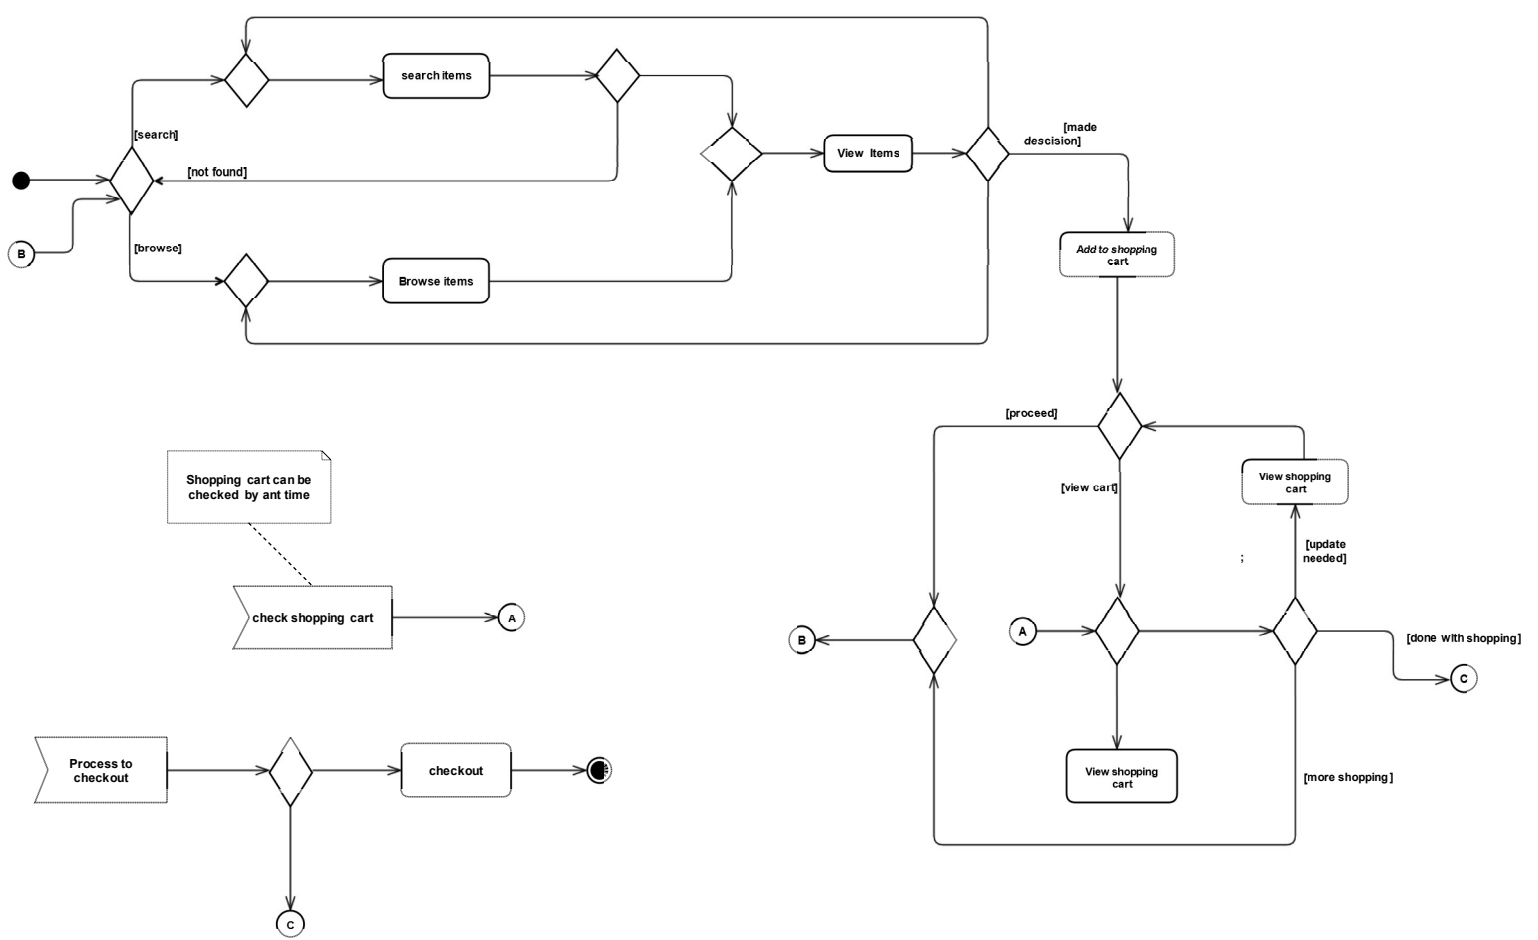 [search]
search items
[not found]
B
[browse]
Browse items
View Items
[made
descision]
Add to shopping
cart
[proceed]
[view cart]
View shopping
cart
[update
needed]
;
Shopping cart can be
checked by ant time
check shopping cart
A
B
A
[done with shopping]
C
View shopping
cart
[more shopping]
Process to
checkout
checkout
C